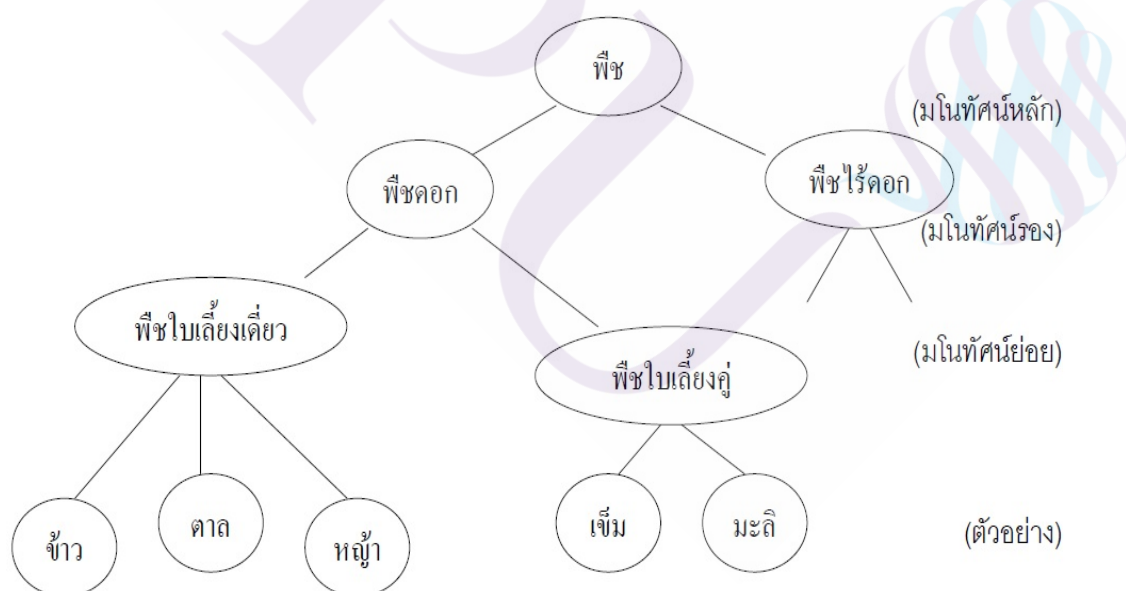 พืช
(มโนทัศน์หลัก)
พืชดอก
พืชไร้ดอก
(มโนทัศน์รอง)
พืชใบเลี้ยงเดี่ยว
พืชใบเลี้ยงคู่
(มโนทัศน์ย่อย)
ข้าว
ตาล
หญ้า
เข็ม
มะลิ
(ตัวอย่าง)